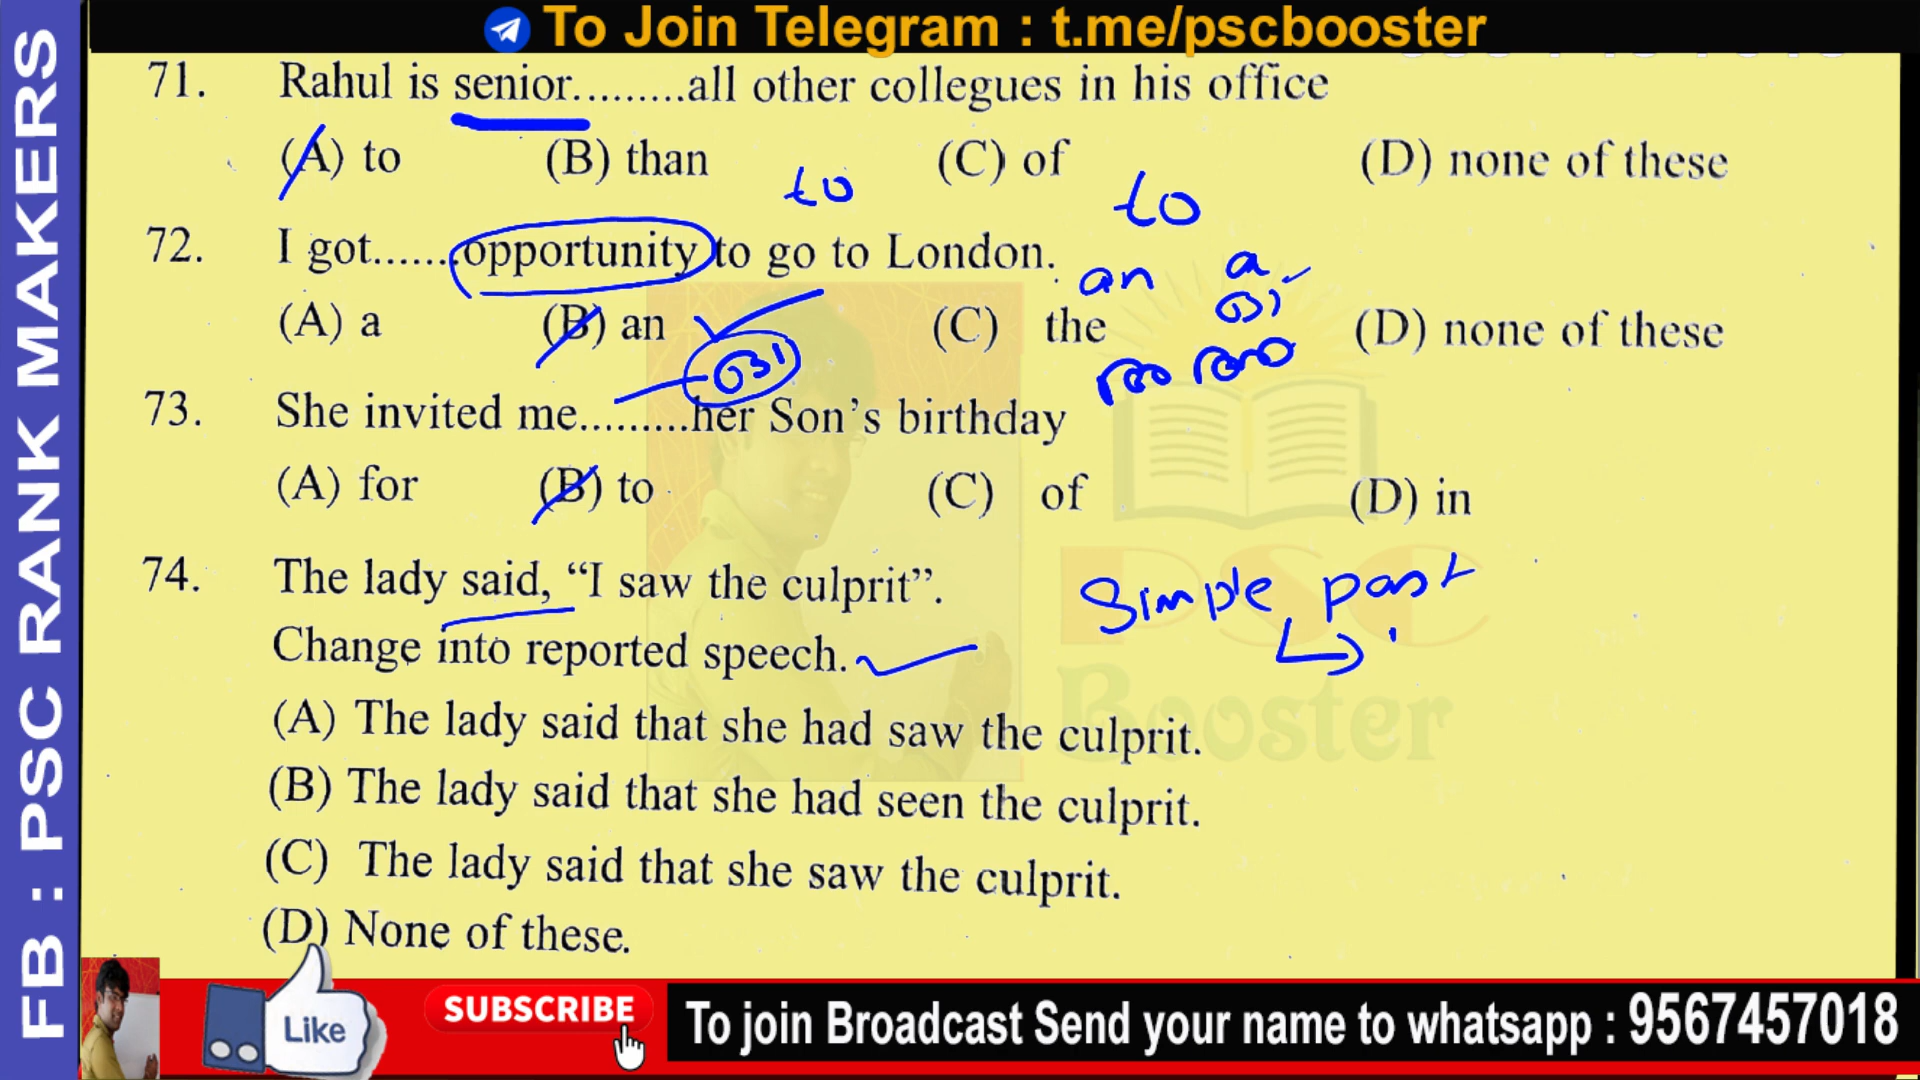 To Join Telegram : t.me/pscbooster
FB : PSC RANK MAKERS
71. Rahul is senior.........all other collegues in his office
(A) to (B) than (C) of (D) none of these
to to
72. I got.......opportunity to go to London.
an a
(A) a (B) an (C) the (D) none of these
73. She invited me.........her Son's birthday
(A) for (B) to (C) of (D) in
74. The lady said, “I saw the culprit”.
Simple past
Change into reported speech.
(A) The lady said that she had saw the culprit.
(B) The lady said that she had seen the culprit.
(C) The lady said that she saw the culprit.
(D) None of these.
PSC
Booster
Like
SUBSCRIBE
To join Broadcast Send your name to whatsapp : 9567457018